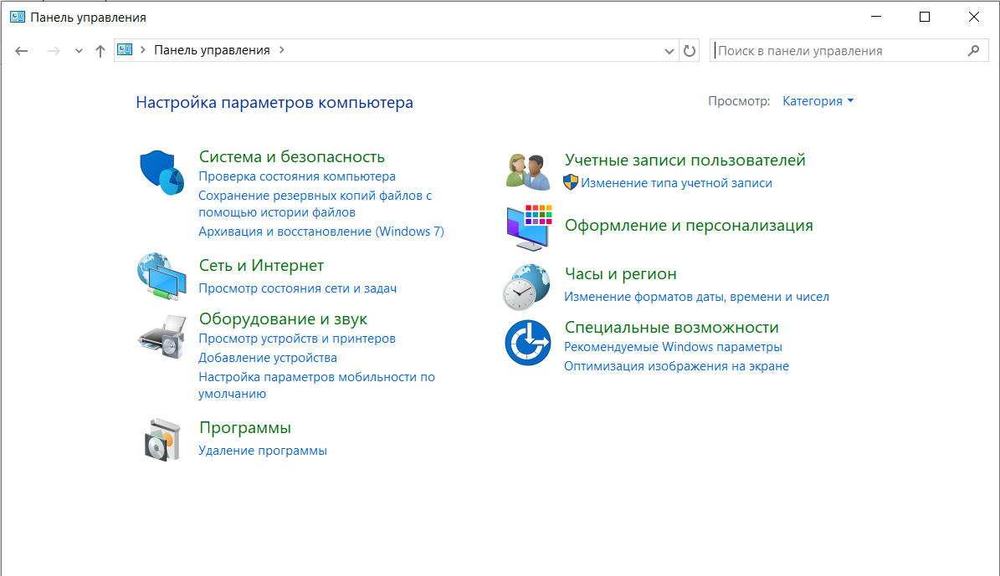 Панель управления
Панель управления
Поиск в панели управления
Настройка параметров компьютера
Просмотр: Категория
Система и безопасность
Проверка состояния компьютера
Сохранение резервных копий файлов с
помощью истории файлов
Архивация и восстановление (Windows 7)
Сеть и Интернет
Просмотр состояния сети и задач
Оборудование и звук
Просмотр устройств и принтеров
Добавление устройства
Настройка параметров мобильности по
умолчанию
Программы
Удаление программы
Учетные записи пользователей
Изменение типа учетной записи
Оформление и персонализация
Часы и регион
Изменение форматов даты, времени и чисел
Специальные возможности
Рекомендуемые Windows параметры
Оптимизация изображения на экране